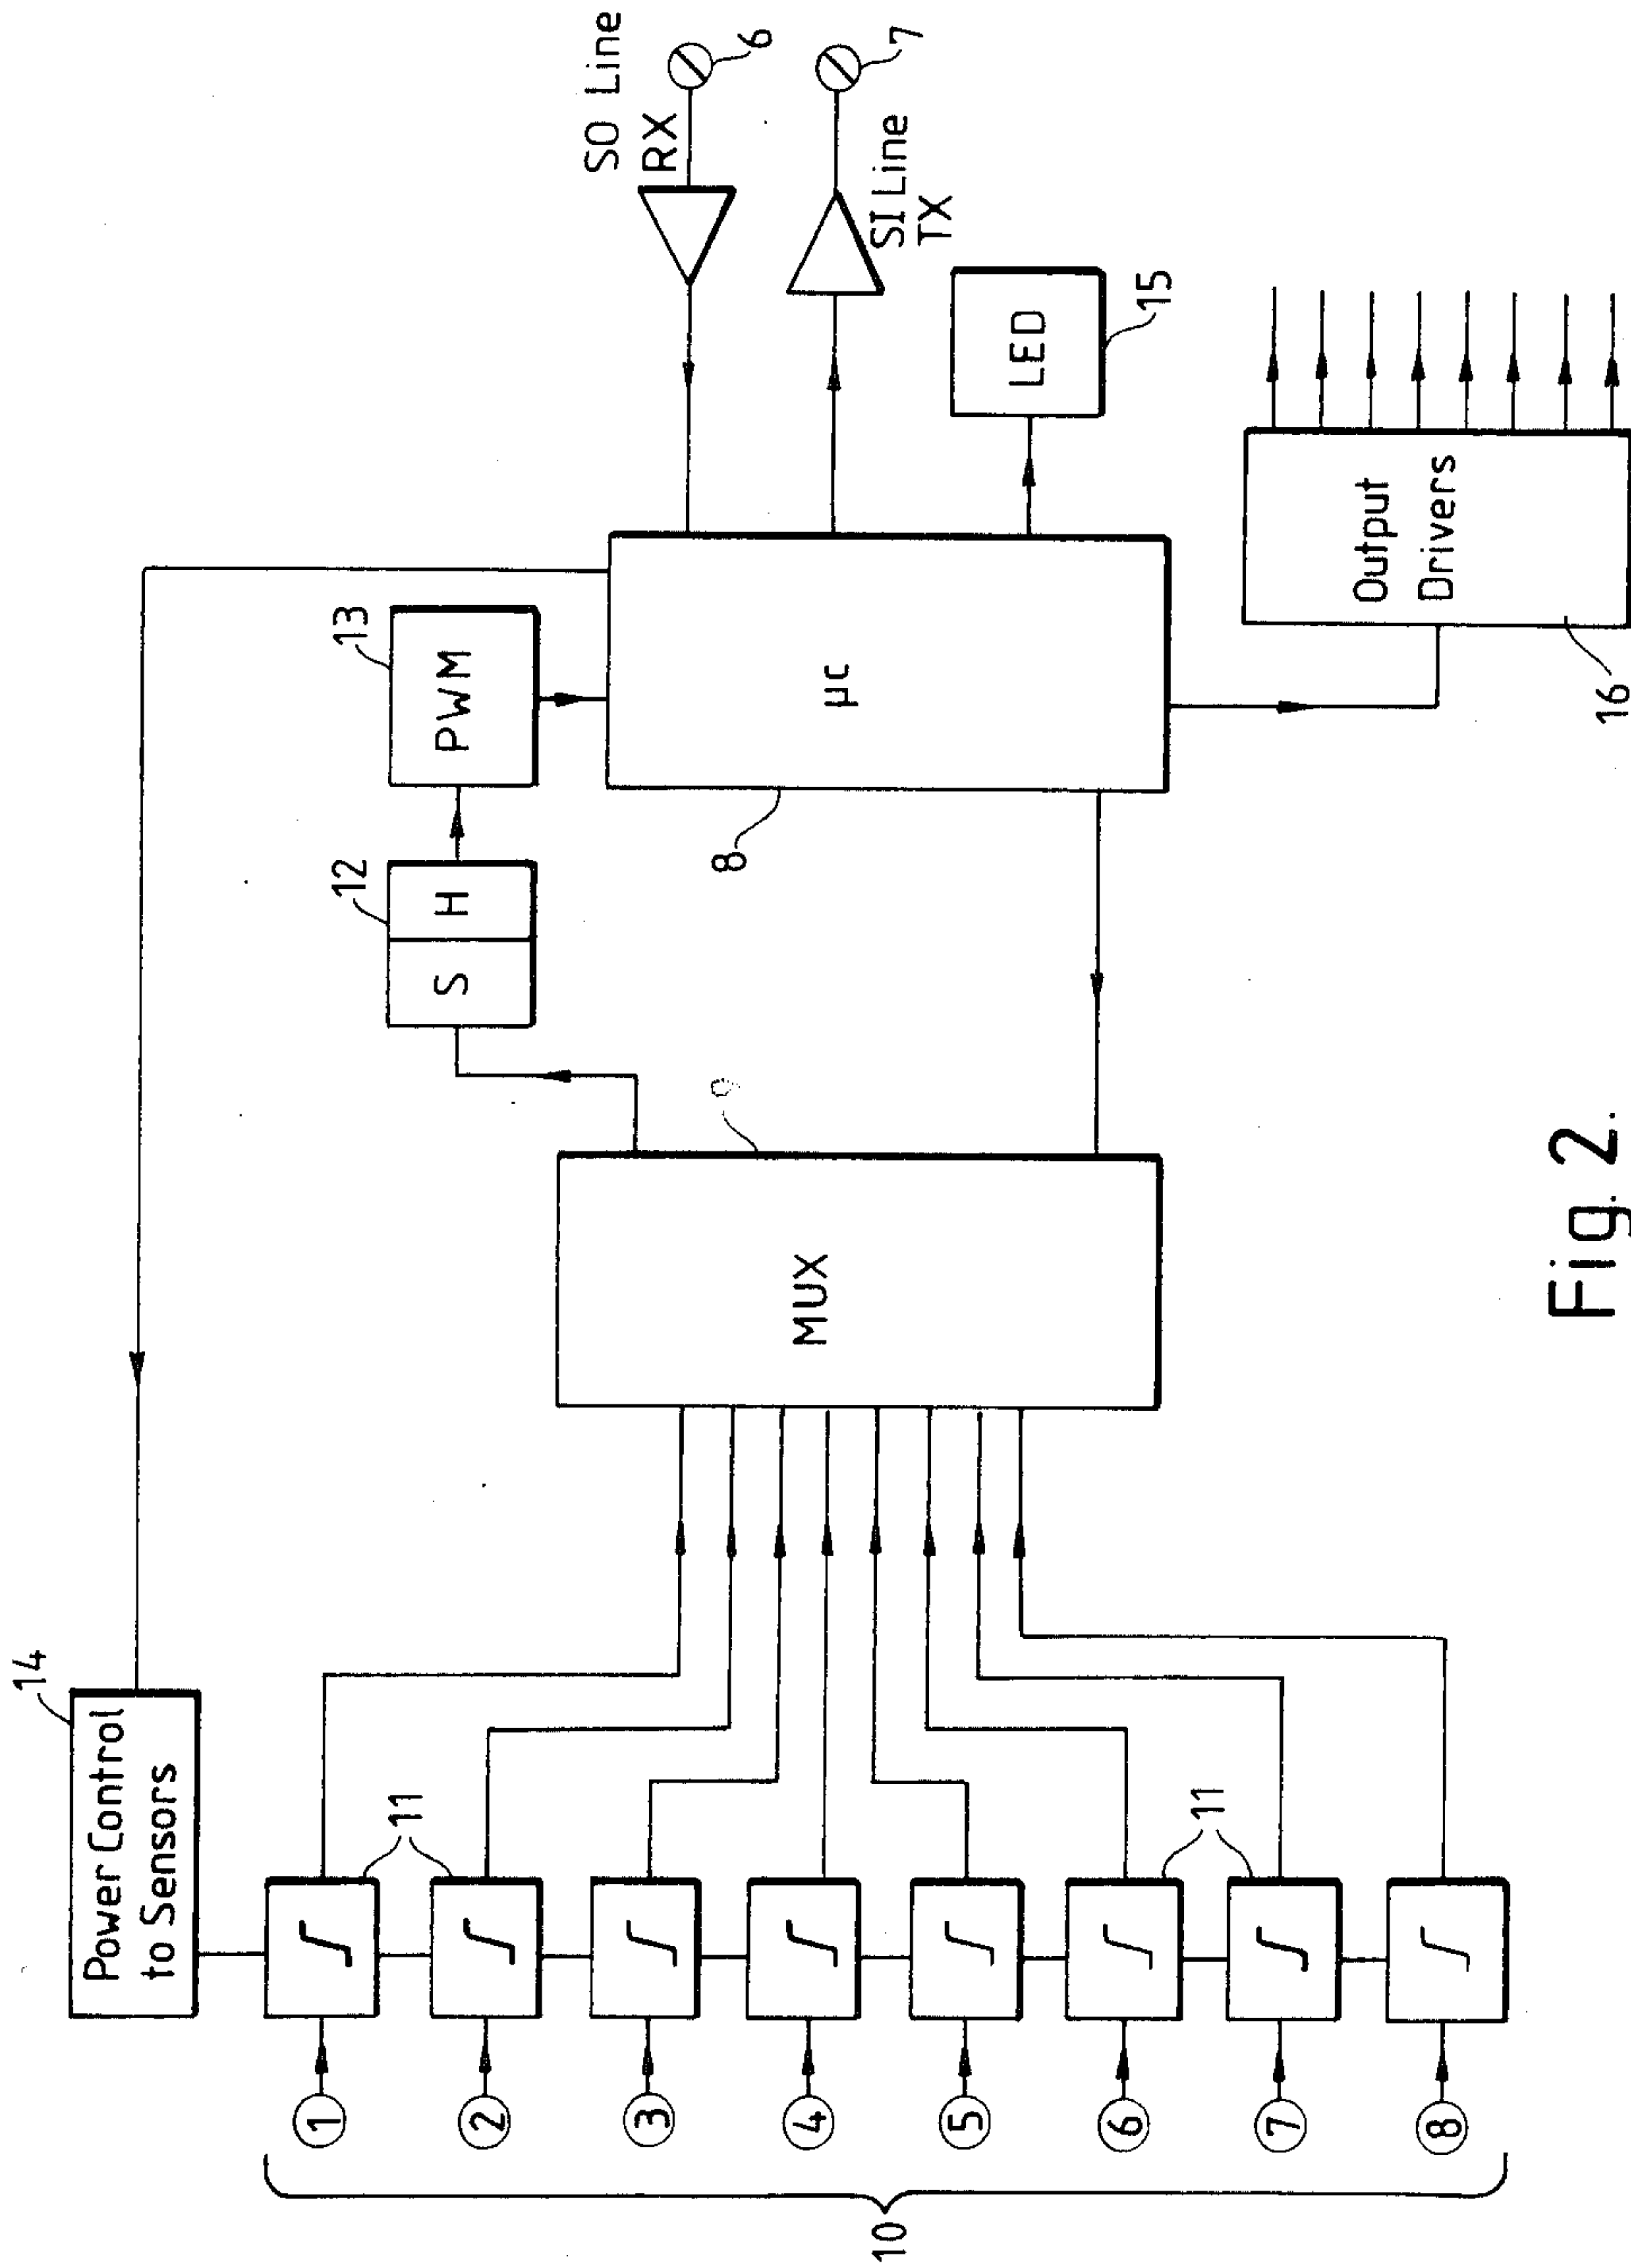 14
Power Control
to Sensors
13
PWM
12
S H
SO Line
RX
6
7
SI Line
TX
11
1
2
3
4
5
6
7
8
10
11
MUX
9
µc
8
LED
15
Output
Drivers
16
Fig. 2.